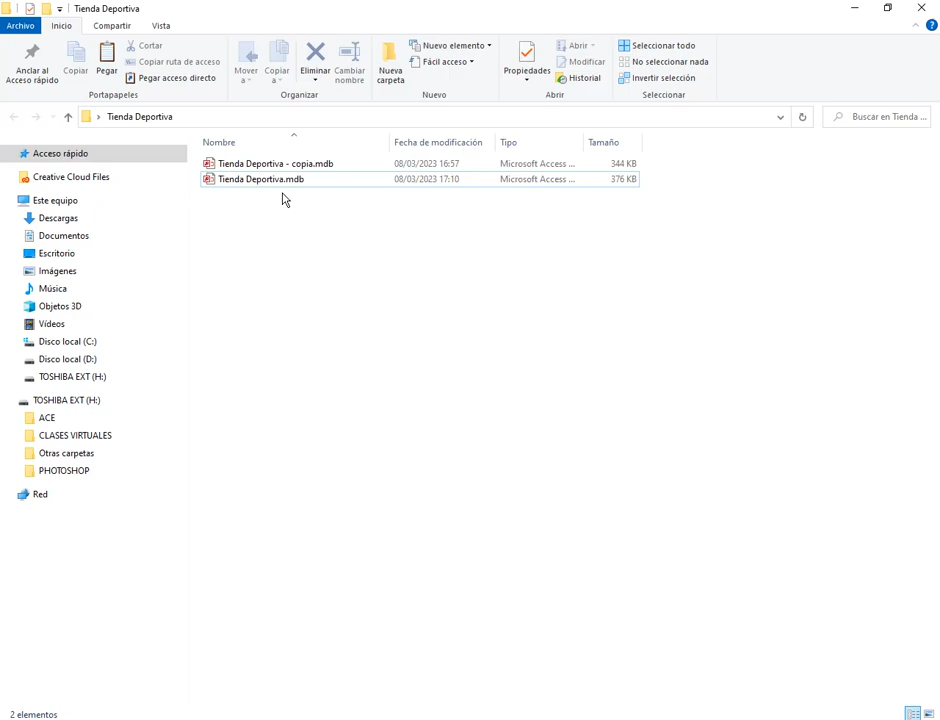 Tienda Deportiva
Archivo Inicio Compartir Vista
Anclar al Acceso rápido
Copiar
Pegar
Cortar
Copiar ruta de acceso
Pegar acceso directo
Portapapeles
Mover a
Copiar a
Eliminar
Cambiar nombre
Organizar
Nueva carpeta
Nuevo elemento
Fácil acceso
Nuevo
Propiedades
Abrir
Modificar
Historial
Abrir
Seleccionar todo
No seleccionar nada
Invertir selección
Seleccionar
Tienda Deportiva
Buscar en Tienda ...
Nombre Fecha de modificación Tipo Tamaño
Tienda Deportiva - copia.mdb 08/03/2023 16:57 Microsoft Access ... 344 KB
Tienda Deportiva.mdb 08/03/2023 17:10 Microsoft Access ... 376 KB
Acceso rápido
Creative Cloud Files
Este equipo
Descargas
Documentos
Escritorio
Imágenes
Música
Objetos 3D
Vídeos
Disco local (C:)
Disco local (D:)
TOSHIBA EXT (H:)
TOSHIBA EXT (H:)
ACE
CLASES VIRTUALES
Otras carpetas
PHOTOSHOP
Red
2 elementos